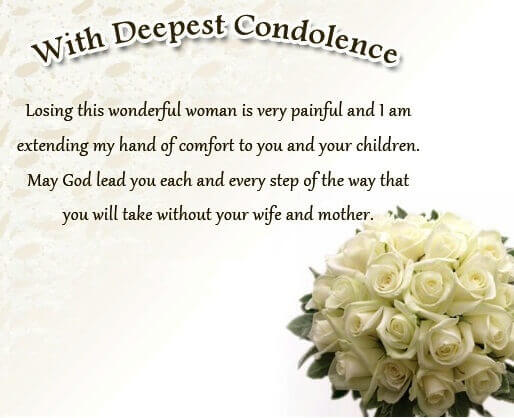 With Deepest Condolence
Losing this wonderful woman is very painful and I am
extending my hand of comfort to you and your children.
May God lead you each and every step of the way that
you will take without your wife and mother.